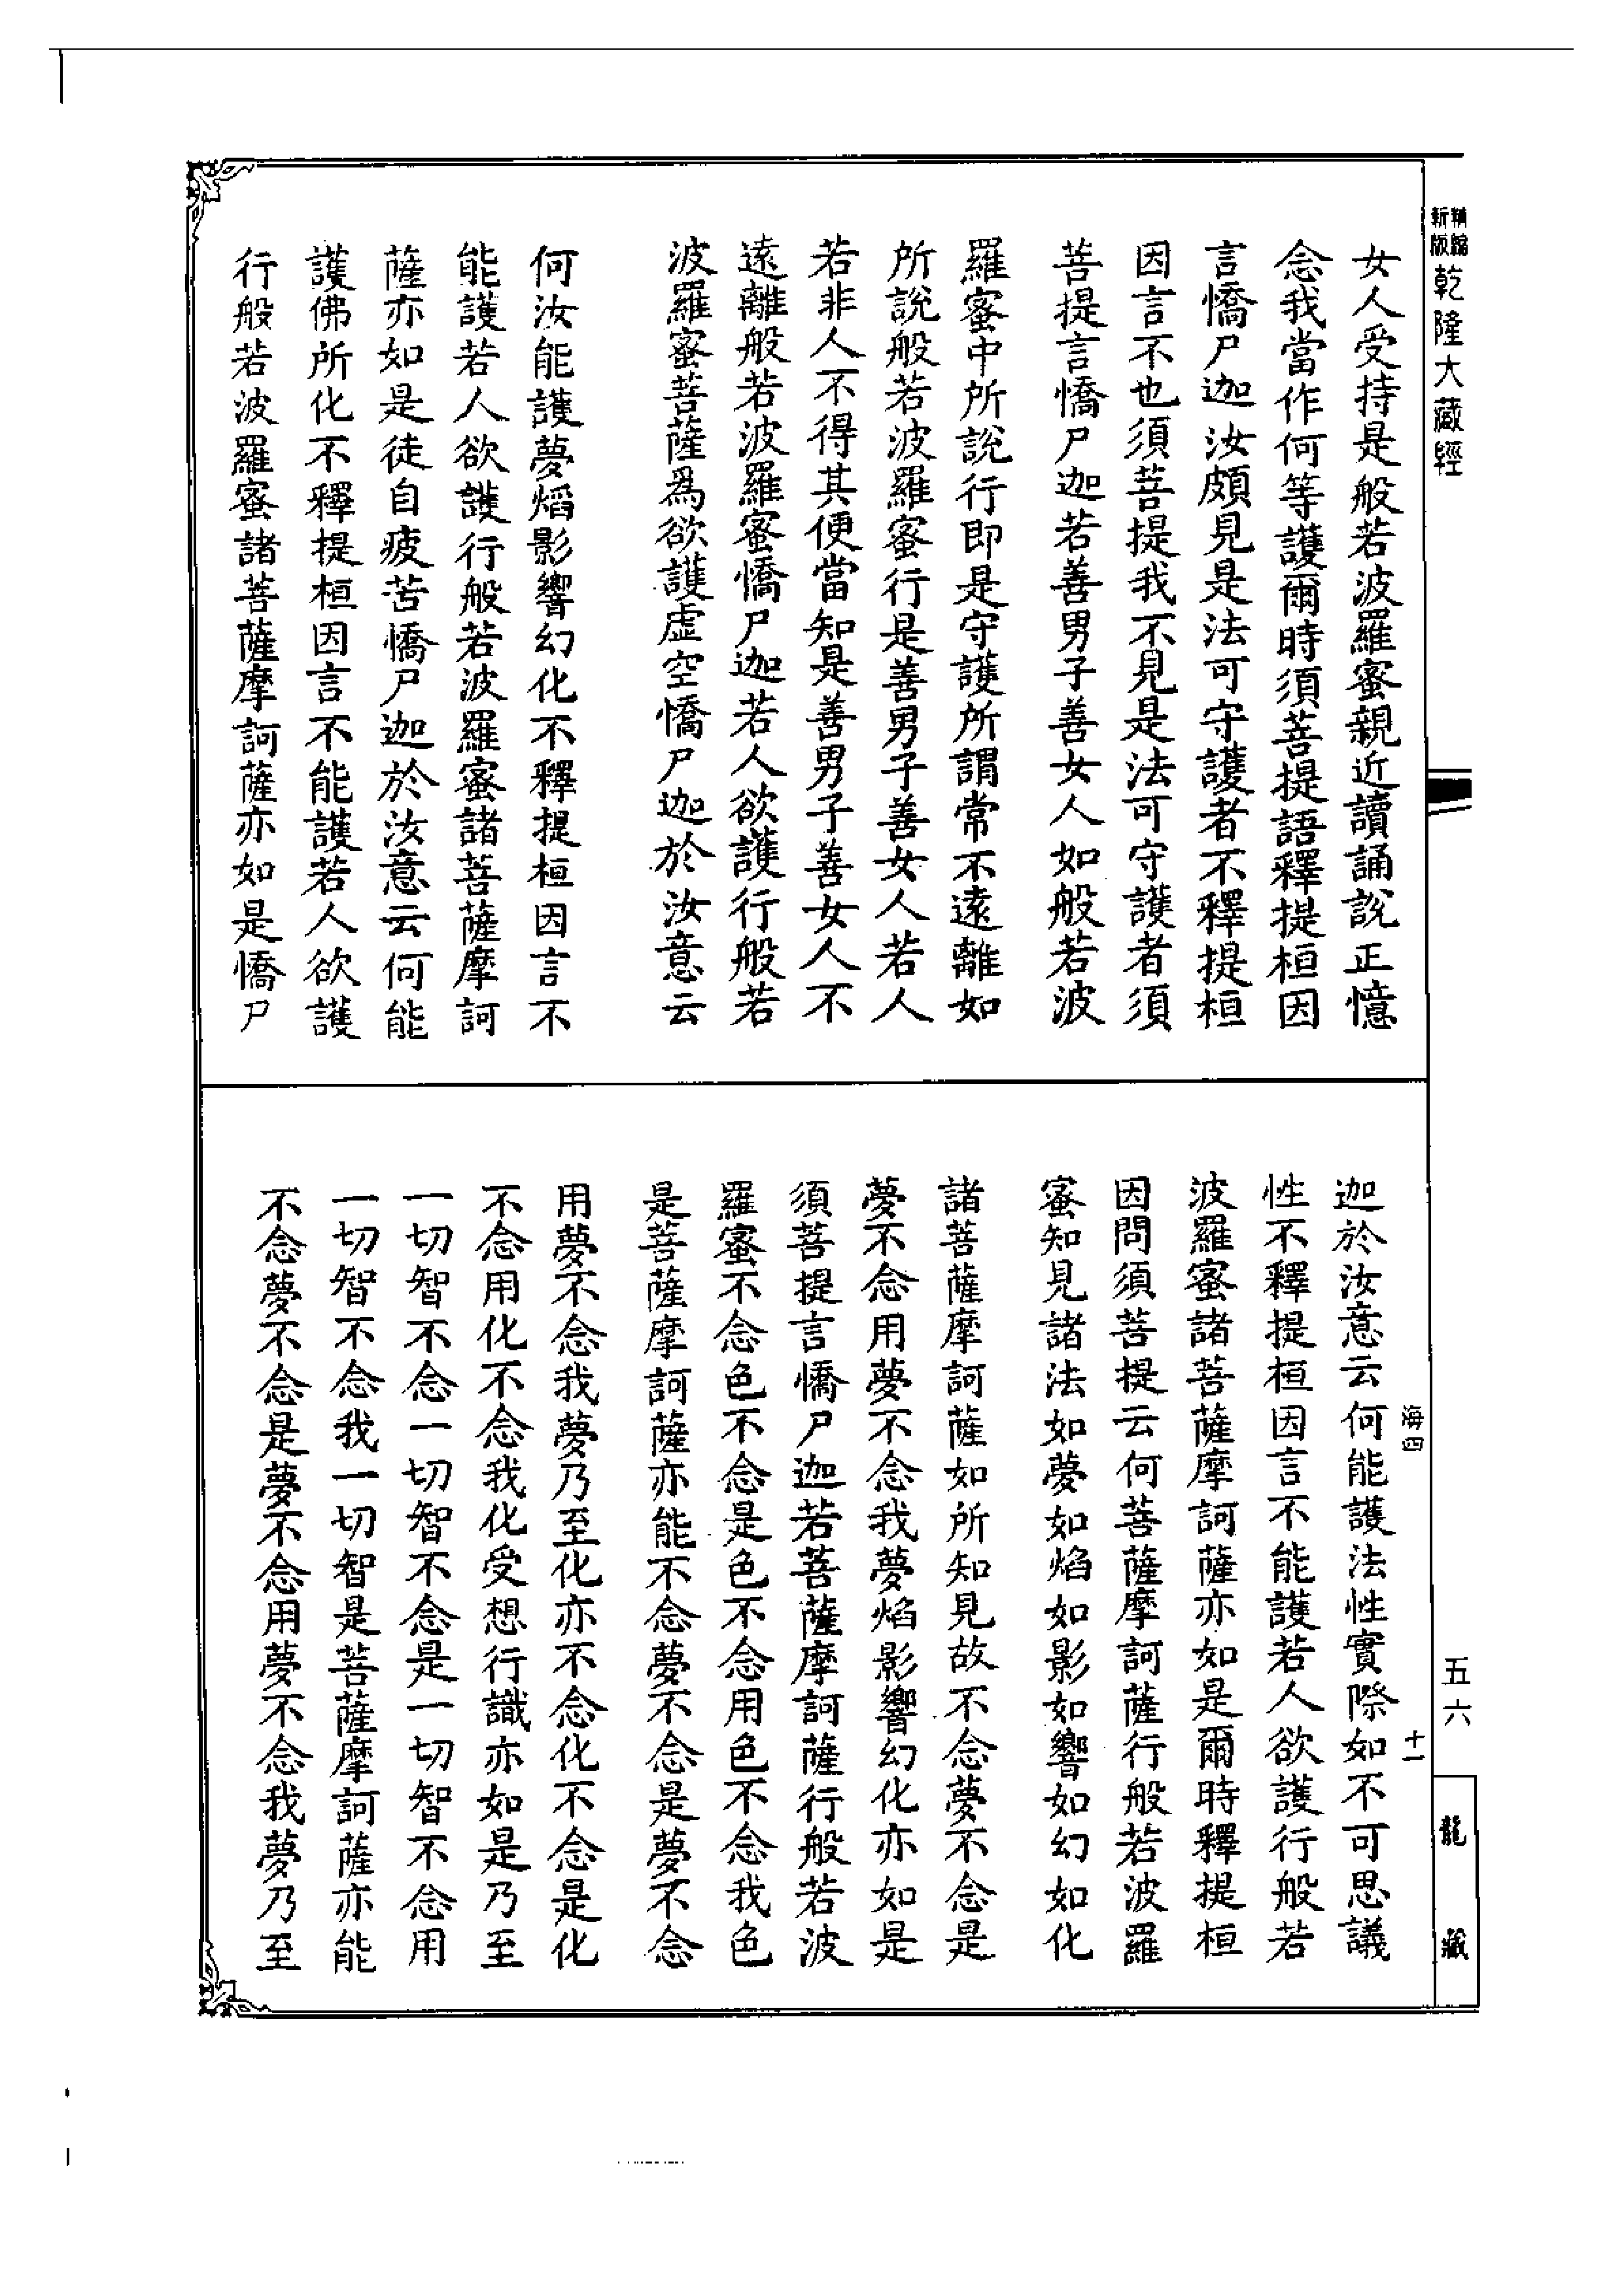 精縮新版乾隆大藏經
女人受持是般若波羅蜜親近讀誦說正憶
念我當作何等護爾時須菩提語釋提桓因
言憍尸迦汝頗見是法可守護者不釋提桓
因言不也須菩提我不見是法可守護者須
菩提言憍尸迦若善男子善女人如般若波
羅蜜中所說行即是守護所謂常不遠離如
所說般若波羅蜜行是善男子善女人若人
若非人不得其便當知是善男子善女人不
遠離般若波羅蜜憍尸迦若人欲護行般若
波羅蜜菩薩爲欲護虛空憍尸迦於汝意云
何汝能護夢焰影響幻化不釋提桓因言不
能護若人欲護行般若波羅蜜諸菩薩摩訶
薩亦如是徒自疲苦憍尸迦於汝意云何能
護佛所化不釋提桓因言不能護若人欲護
行般若波羅蜜諸菩薩摩訶薩亦如是憍尸
海四
十一
五六
龍藏
迦於汝意云何能護法性實際如不可思議
性不釋提桓因言不能護若人欲護行般若
波羅蜜諸菩薩摩訶薩亦如是爾時釋提桓
因問須菩提云何菩薩摩訶薩行般若波羅
蜜知見諸法如夢如焰如影如響如幻如化
諸菩薩摩訶薩如所知見故不念夢不念是
夢不念用夢不念我夢焰影響幻化亦如是
須菩提言憍尸迦若菩薩摩訶薩行般若波
羅蜜不念色不念是色不念用色不念我色
是菩薩摩訶薩亦能不念夢不念是夢不念
用夢不念我夢乃至化亦不念化不念是化
不念用化不念我化受想行識亦如是乃至
一切智不念一切智不念是一切智不念用
一切智不念我一切智是菩薩摩訶薩亦能
不念夢不念是夢不念用夢不念我夢乃至